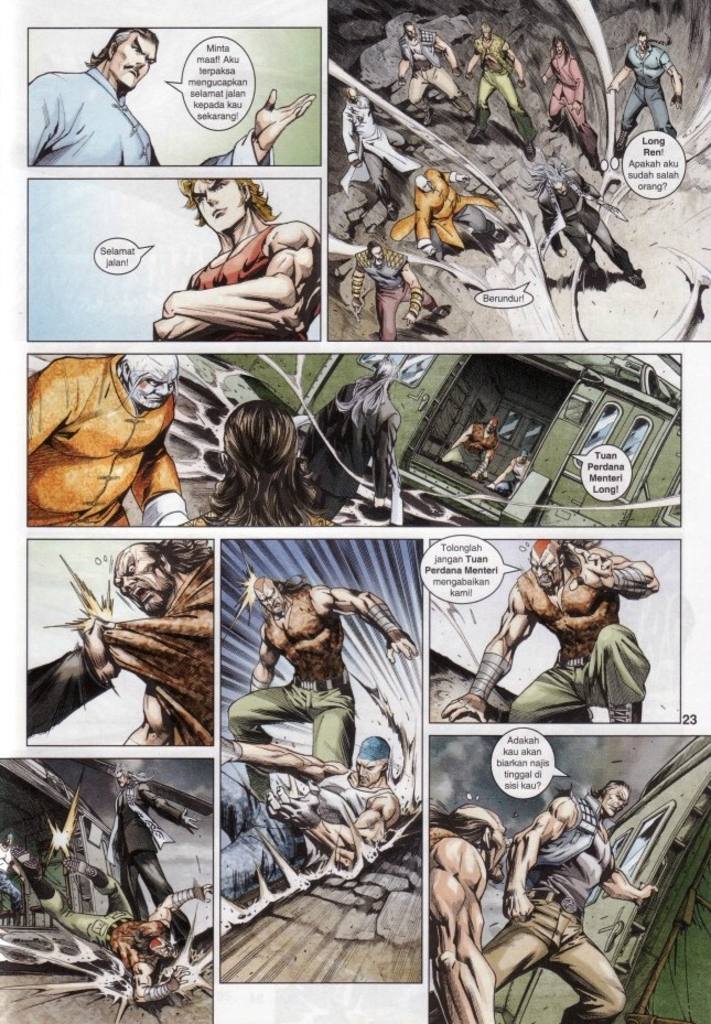 Minta
maaf! Aku
terpaksa
mengucapkan
selamat jalan
kepada kau
sekarang!
Selamat
jalan!
Long
Ren!
Apakah aku
sudah salah
orang?
Berundur!
Tuan
Perdana
Menteri
Long!
Tolonglah
jangan Tuan
Perdana Menteri
mengabaikan
kami!
23
Adakah
kau akan
biarkan najis
tinggal di
sisi kau?